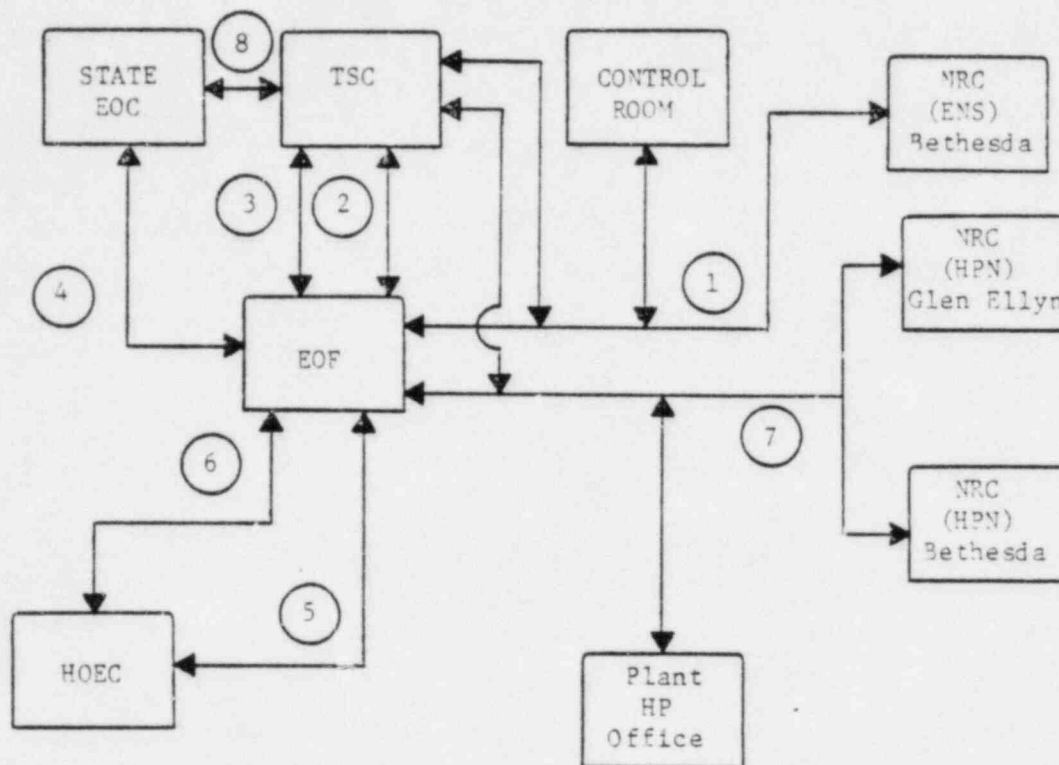 8
STATE
EOC
TSC
CONTROL
ROOM
NRC
(ENS)
Bethesda
3
2
4
1
NRC
(HPN)
Glen Ellyn
EOF
6
7
NRC
(HPN)
Bethesda
5
HOEC
Plant
HP
Office